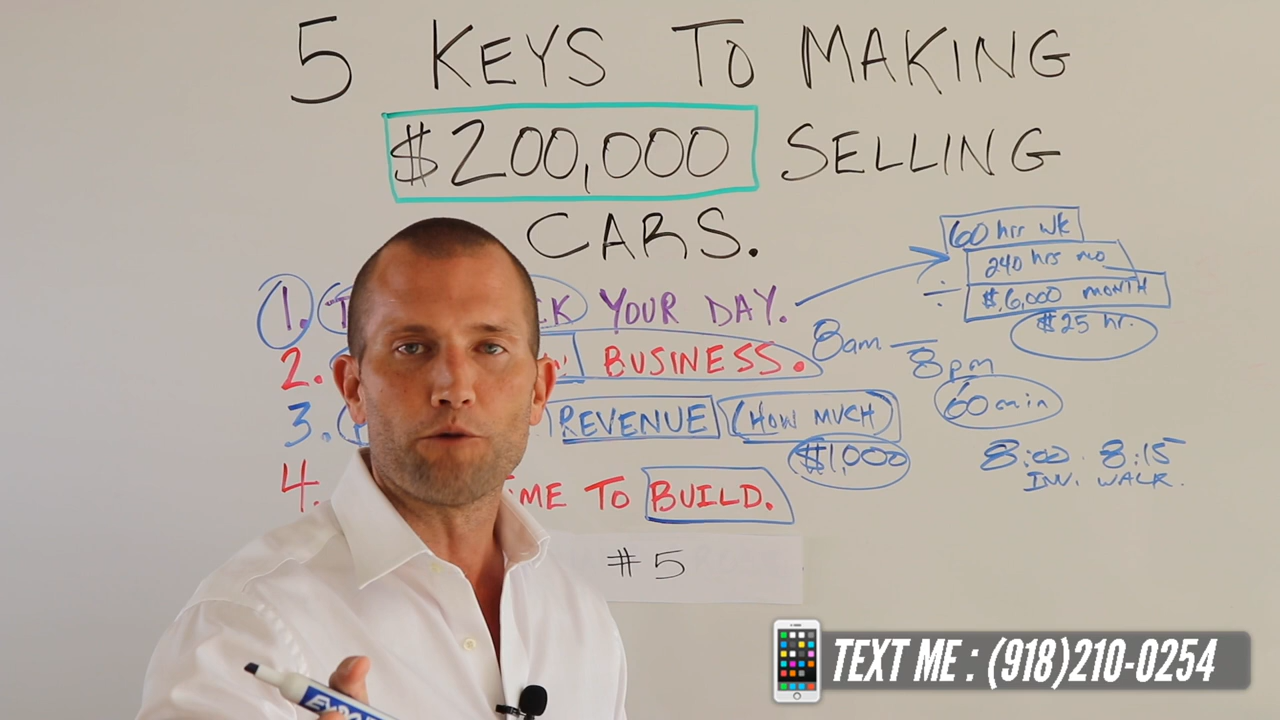 5 KEYS TO MAKING
$200,000 SELLING
CARS.
1. YOUR DAY.
2. BUSINESS.
3. REVENUE (HOW MUCH)
$1,000
4. TO BUILD.
#5
60 hrs wk
240 hrs mo
÷ $6,000 MONTH
$25 hr.
8am — 8pm
60 min
8:00 8:15
INV. WALK.
EXPO
TEXT ME : (918)210-0254